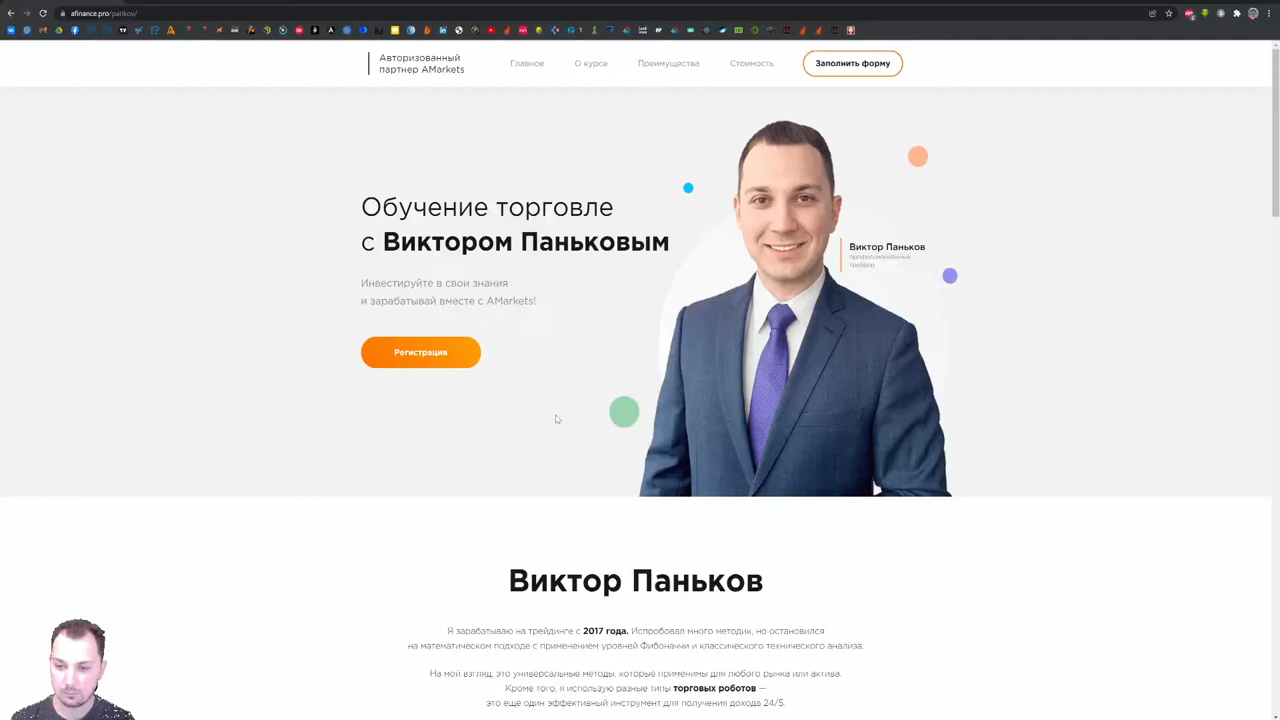 afinance.pro/pankov/
Авторизованный
партнер AMarkets
Главное
О курсе
Преимущества
Стоимость
Заполнить форму
Обучение торговле
с Виктором Паньковым
Инвестируйте в свои знания
и зарабатывай вместе с AMarkets!
Регистрация
Виктор Паньков
профессиональный
трейдер
Виктор Паньков
Я зарабатываю на трейдинге с 2017 года. Испробовал много методик, но остановился
на математическом подходе с применением уровней Фибоначчи и классического технического анализа.
На мой взгляд, это универсальные методы, которые применимы для любого рынка или актива.
Кроме того, я использую разные типы торговых роботов —
это еще один эффективный инструмент для получения дохода 24/5.